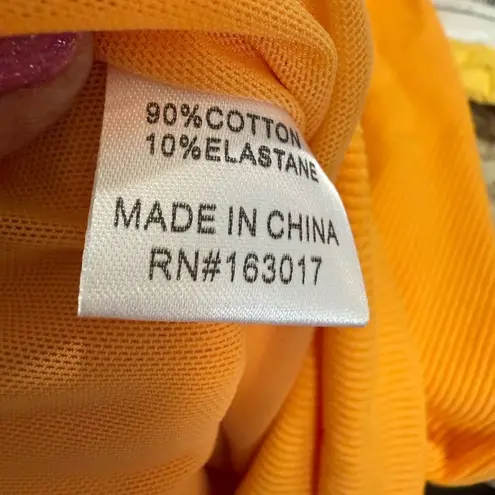 90%COTTON
10%ELASTANE
MADE IN CHINA
RN#163017